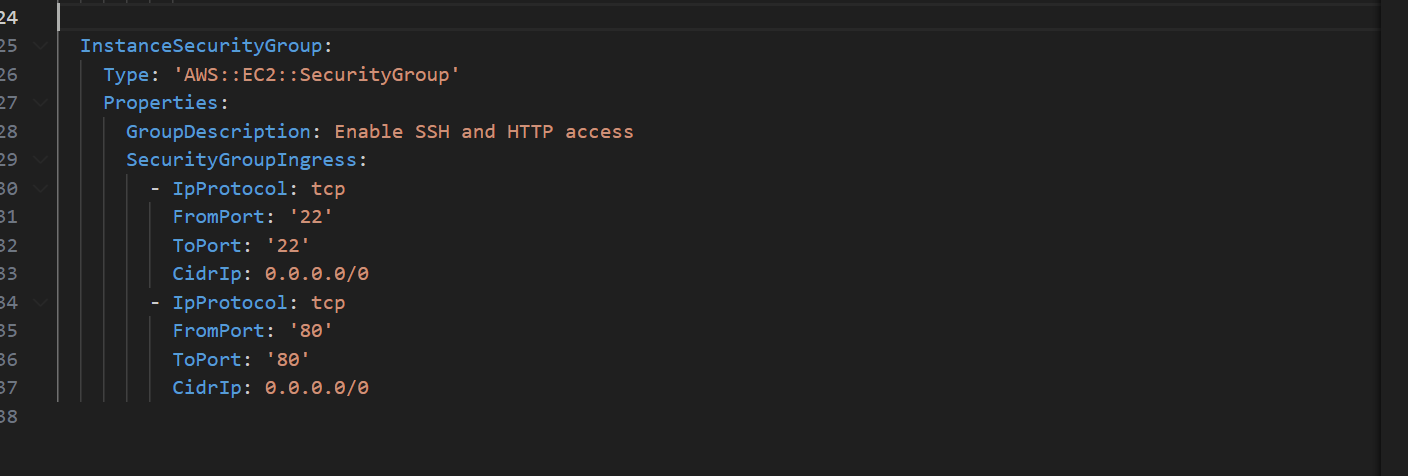 24
25 InstanceSecurityGroup:
26 Type: 'AWS::EC2::SecurityGroup'
27 Properties:
28 GroupDescription: Enable SSH and HTTP access
29 SecurityGroupIngress:
30 - IpProtocol: tcp
31 FromPort: '22'
32 ToPort: '22'
33 CidrIp: 0.0.0.0/0
34 - IpProtocol: tcp
35 FromPort: '80'
36 ToPort: '80'
37 CidrIp: 0.0.0.0/0
38